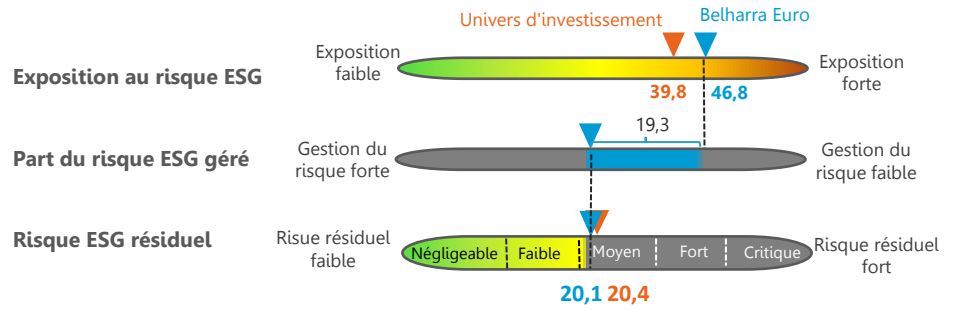 Univers d'investissement
Belharra Euro
Exposition au risque ESG
Exposition
faible
Exposition
forte
39,8
46,8
19,3
Part du risque ESG géré
Gestion du
risque forte
Gestion du
risque faible
Risque ESG résiduel
Risue résiduel
faible
Négligeable
Faible
Moyen
Fort
Critique
Risque résiduel
fort
20,1 20,4